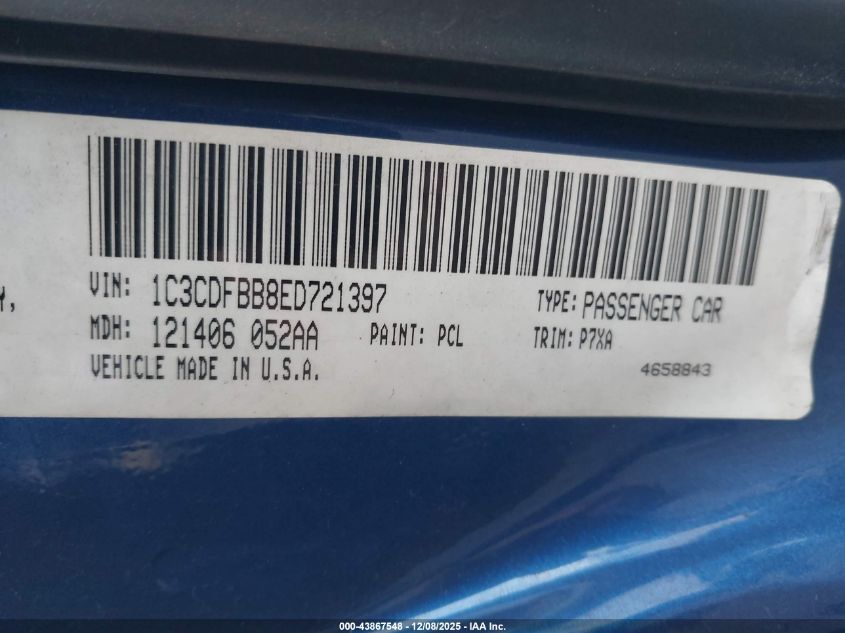 Y,
VIN: 1C3CDFBB8ED721397 TYPE: PASSENGER CAR
MDH: 121406 052AA PAINT: PCL TRIM: P7XA
VEHICLE MADE IN U.S.A. 4658843
000-43867548 - 12/08/2025 - IAA Inc.